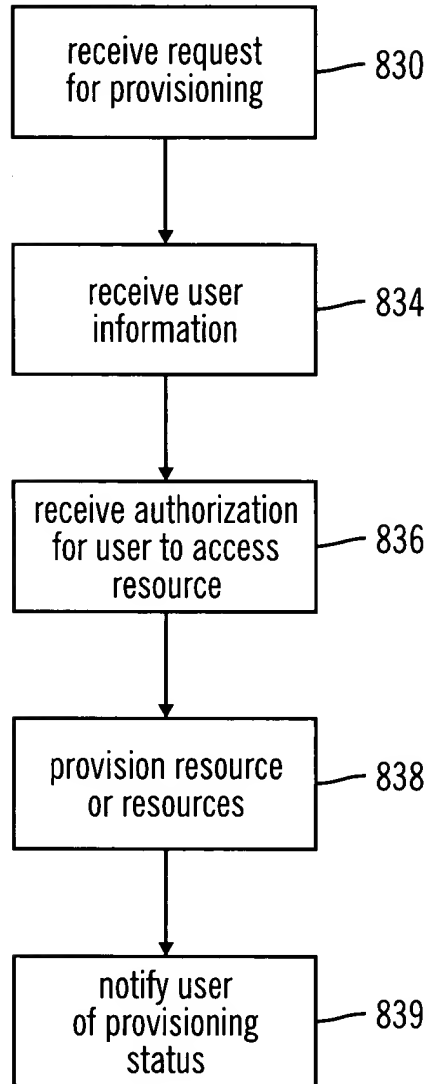 receive request
for provisioning
830
receive user
information
834
receive authorization
for user to access
resource
836
provision resource
or resources
838
notify user
of provisioning
status
839